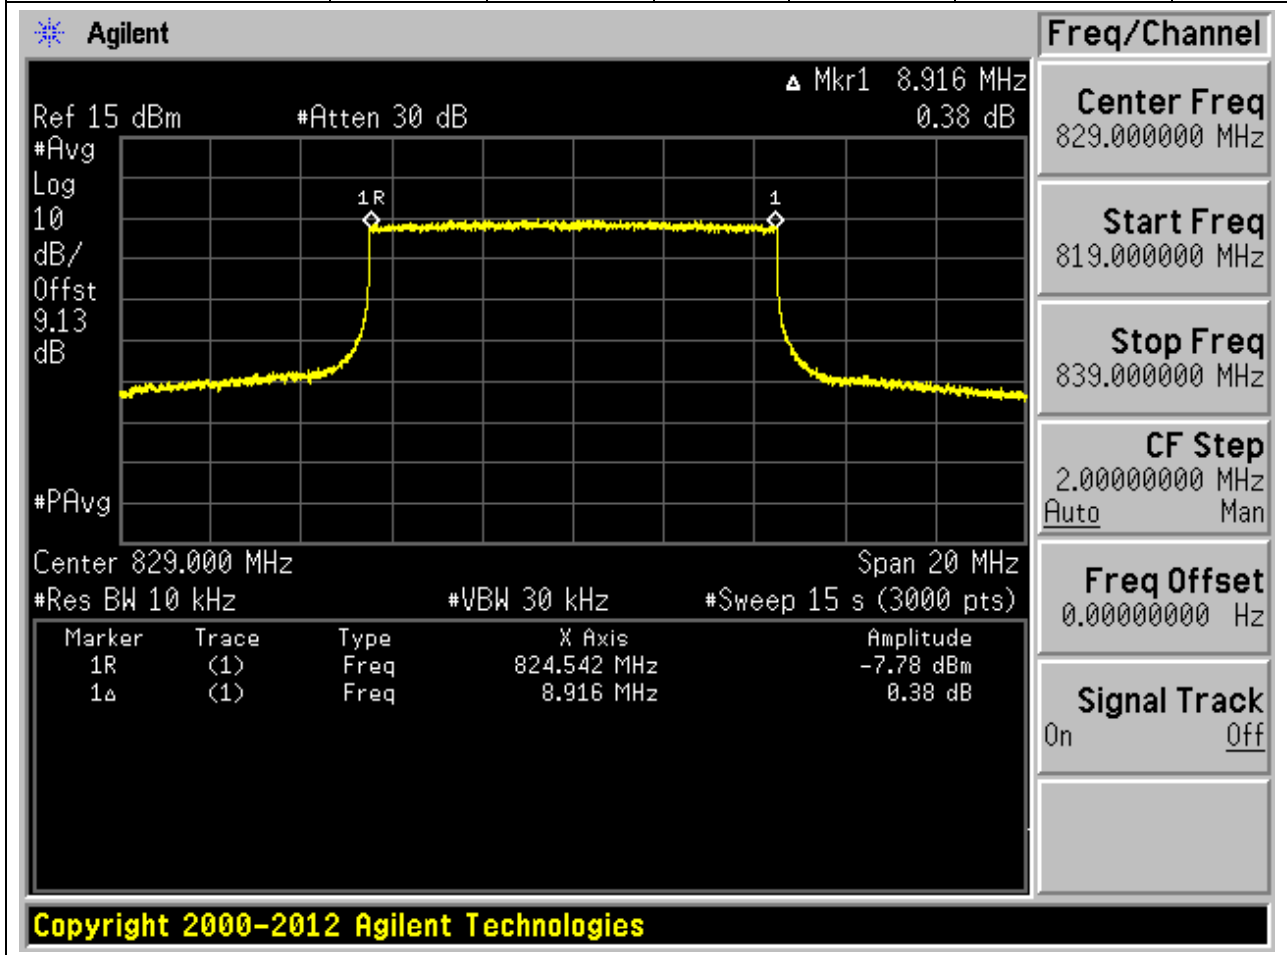 Agilent
Freq/Channel
Δ Mkr1 8.916 MHz
Ref 15 dBm #Atten 30 dB 0.38 dB
#Avg
Log
10
dB/
Offst
9.13
dB
1R 1
#PAvg
Center 829.000 MHz Span 20 MHz
#Res BW 10 kHz #VBW 30 kHz #Sweep 15 s (3000 pts)
Marker Trace Type X Axis Amplitude
1R (1) Freq 824.542 MHz -7.78 dBm
1Δ (1) Freq 8.916 MHz 0.38 dB
Center Freq
829.000000 MHz
Start Freq
819.000000 MHz
Stop Freq
839.000000 MHz
CF Step
2.00000000 MHz
Auto Man
Freq Offset
0.00000000 Hz
Signal Track
On Off
Copyright 2000-2012 Agilent Technologies